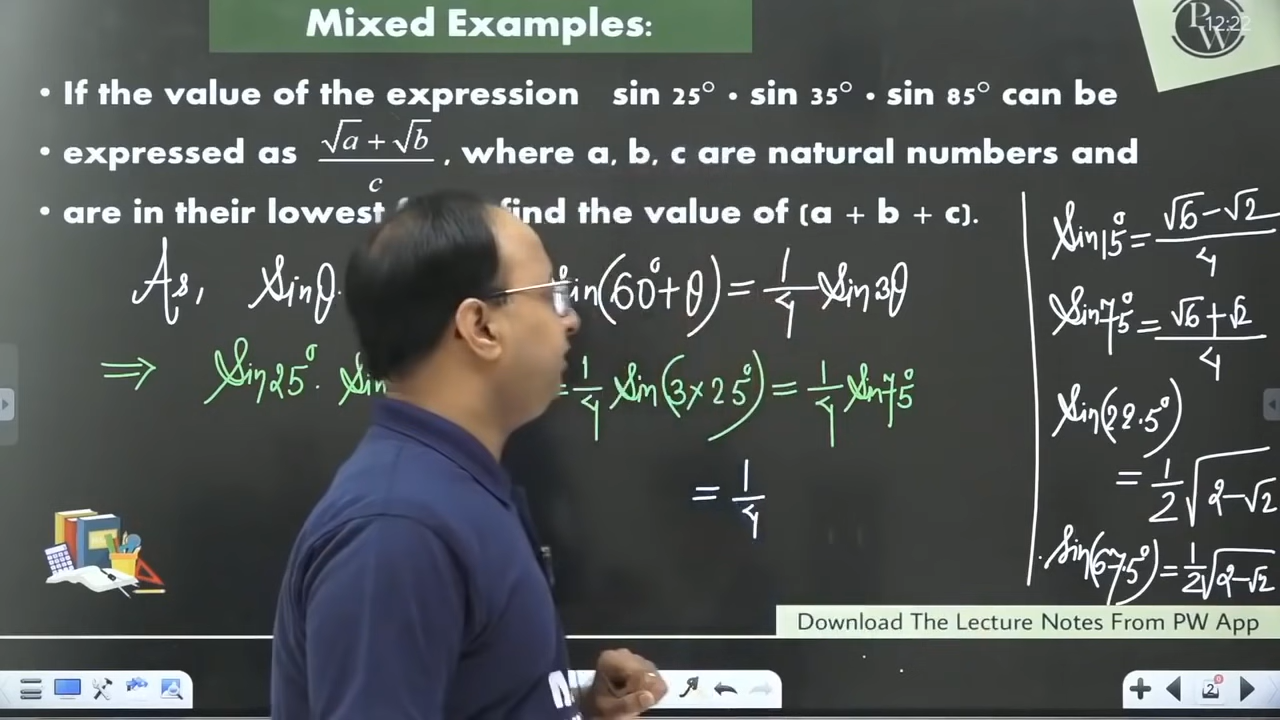 Mixed Examples:
PW
12:22
• If the value of the expression sin 25° • sin 35° • sin 85° can be
• expressed as (√a + √b)/c , where a, b, c are natural numbers and
• are in their lowest find the value of (a + b + c).
As, Sinθ. Sin(60°+θ) = 1/4 Sin3θ
⇒ Sin25°. Sin = 1/4 Sin(3×25°) = 1/4 Sin75°
= 1/4
Sin15° = (√6-√2)/4
Sin75° = (√6+√2)/4
Sin(22.5°)
= 1/2 √(2-√2)
Sin(67.5°) = 1/2 √(2-√2)
Download The Lecture Notes From PW App
2